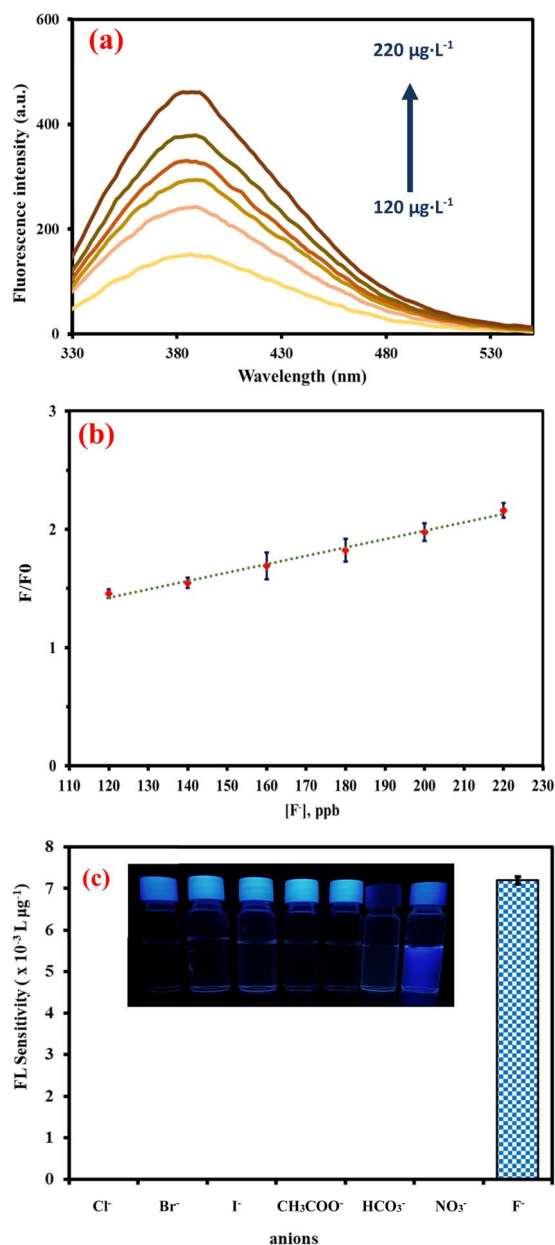 (a)
600
400
200
0
Fluorescence intensity (a.u.)
220 µg·L⁻¹
120 µg·L⁻¹
330 380 430 480 530
Wavelength (nm)
(b)
3
2
1
0
F/F0
110 120 130 140 150 160 170 180 190 200 210 220 230
[F⁻], ppb
(c)
8
7
6
5
4
3
2
1
0
FL Sensitivity ( x 10⁻³ L µg⁻¹)
Cl⁻ Br⁻ I⁻ CH₃COO⁻ HCO₃⁻ NO₃⁻ F⁻
anions